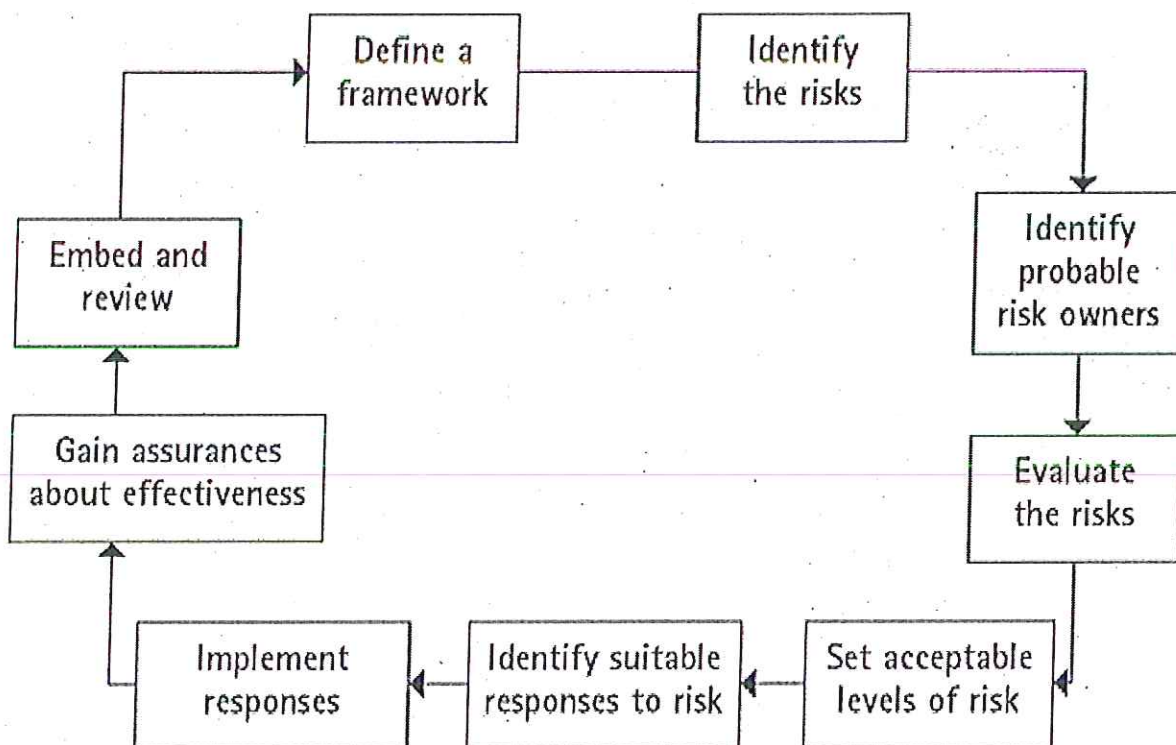 Define a
framework
Identify
the risks
Identify
probable
risk owners
Evaluate
the risks
Set acceptable
levels of risk
Identify suitable
responses to risk
Implement
responses
Gain assurances
about effectiveness
Embed and
review